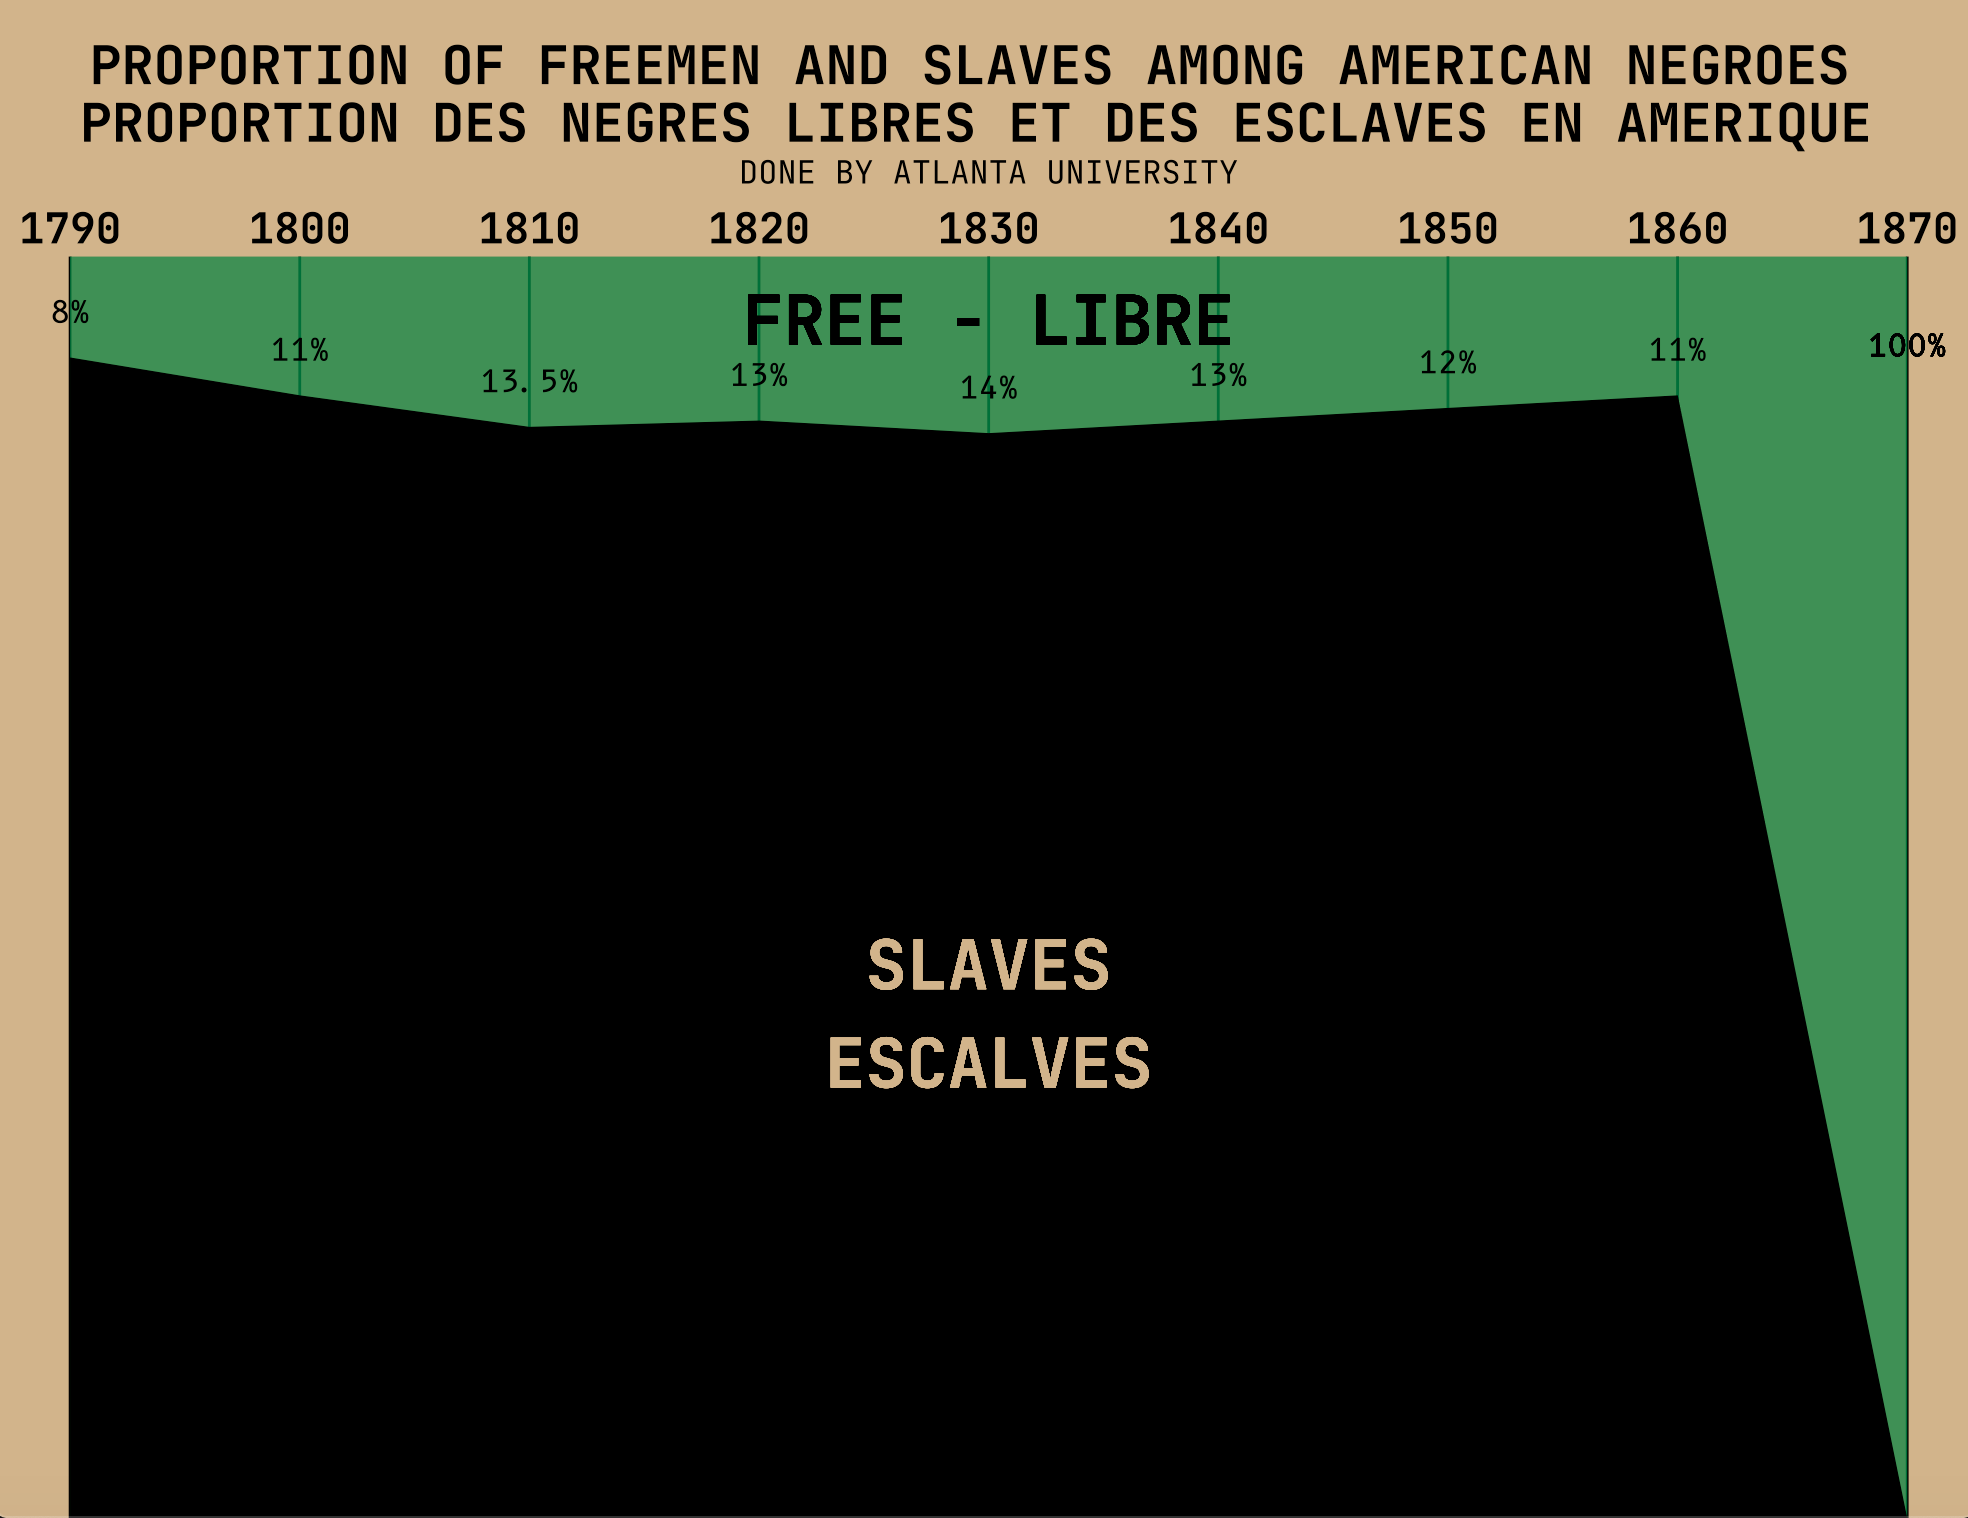 PROPORTION OF FREEMEN AND SLAVES AMONG AMERICAN NEGROES
PROPORTION DES NEGRES LIBRES ET DES ESCLAVES EN AMERIQUE
DONE BY ATLANTA UNIVERSITY
1790 1800 1810 1820 1830 1840 1850 1860 1870
FREE - LIBRE
8% 11% 13.5% 13% 14% 13% 12% 11% 100%
SLAVES
ESCALVES